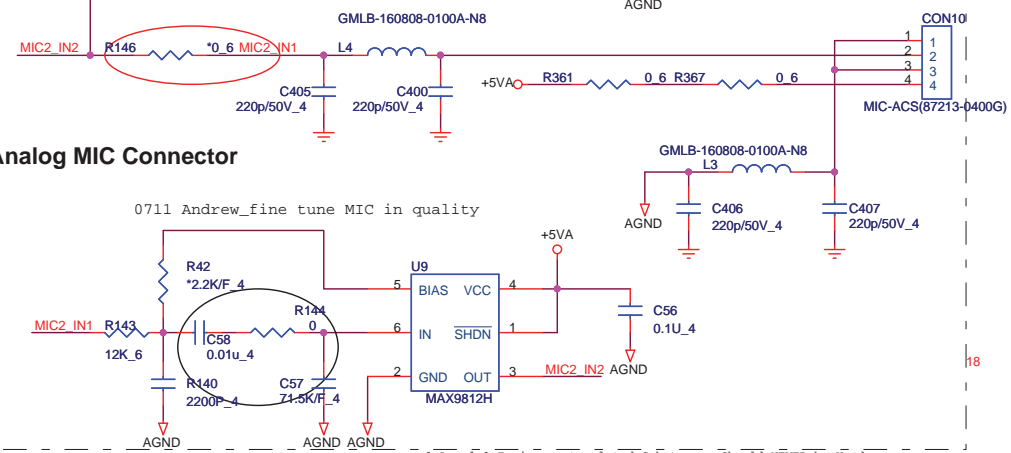 AGND
GMLB-160808-0100A-N8
CON10
MIC2_IN2
R146
*0_6
MIC2_IN1
L4
1
1
2
2
3
3
4
4
C405
220p/50V_4
C400
220p/50V_4
+5VA
R361
0_6
R367
0_6
MIC-ACS(87213-0400G)
Analog MIC Connector
GMLB-160808-0100A-N8
L3
0711 Andrew_fine tune MIC in quality
AGND
C406
220p/50V_4
C407
220p/50V_4
+5VA
R42
*2.2K/F_4
U9
5
BIAS
VCC
4
MIC2_IN1
R143
12K_6
C58
0.01u_4
R144
0
6
IN
SHDN
1
C56
0.1U_4
R140
2200P_4
C57
71.5K/F_4
2
GND
OUT
3
MIC2_IN2
AGND
18
MAX9812H
AGND
AGND
AGND